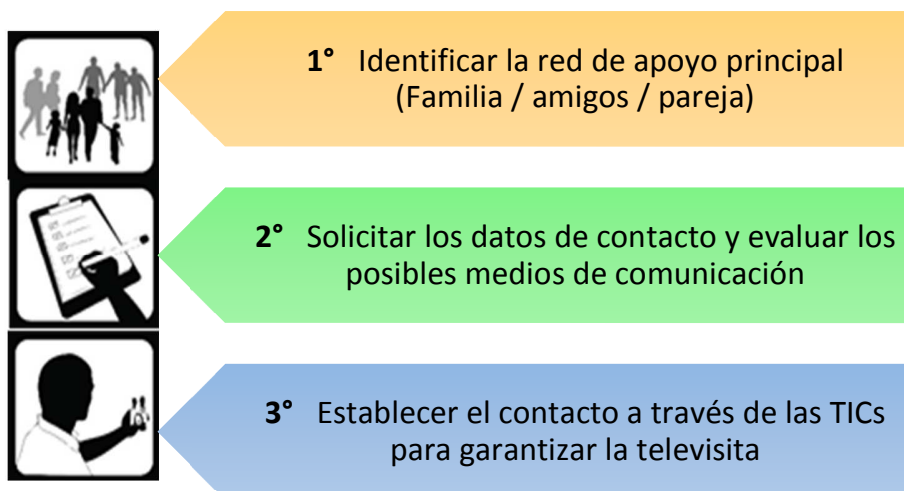 1° Identificar la red de apoyo principal
(Familia / amigos / pareja)
2° Solicitar los datos de contacto y evaluar los
posibles medios de comunicación
3° Establecer el contacto a través de las TICs
para garantizar la televisita